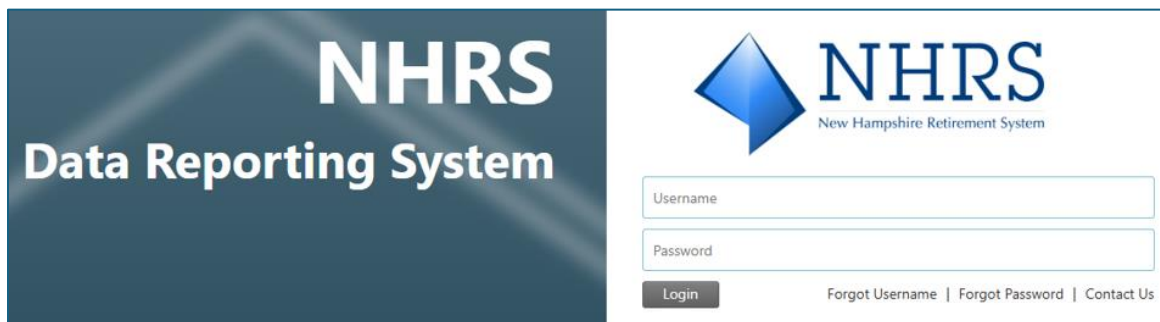 NHRS
Data Reporting System
NHRS
New Hampshire Retirement System
Username
Password
Login
Forgot Username | Forgot Password | Contact Us